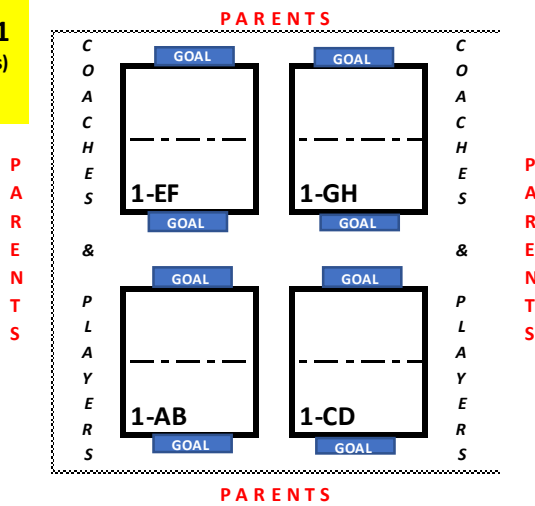 PARENTS
1
s)
COACHES & PLAYERS
GOAL
GOAL
COACHES & PLAYERS
PARENTS
1-EF
1-GH
PARENTS
GOAL
GOAL
GOAL
GOAL
1-AB
1-CD
GOAL
GOAL
PARENTS